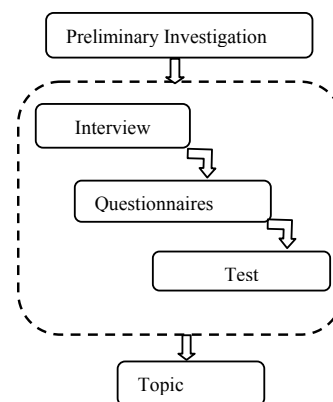 Preliminary Investigation
Interview
Questionnaires
Test
Topic